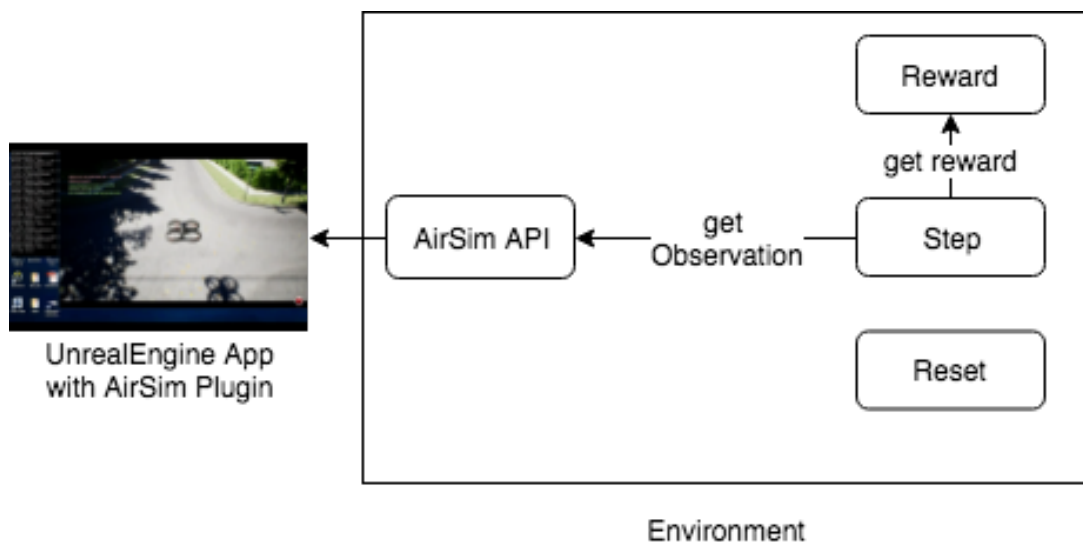 Reward
get reward
AirSim API
get
Observation
Step
UnrealEngine App
with AirSim Plugin
Reset
Environment